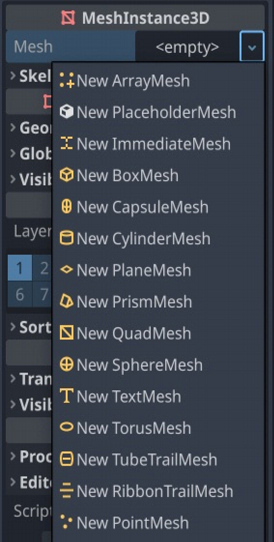 MeshInstance3D
Mesh <empty>
New ArrayMesh
New PlaceholderMesh
New ImmediateMesh
New BoxMesh
New CapsuleMesh
New CylinderMesh
New PlaneMesh
New PrismMesh
New QuadMesh
New SphereMesh
New TextMesh
New TorusMesh
New TubeTrailMesh
New RibbonTrailMesh
New PointMesh
Skel
Geo
Glob
Visib
Layer
1 2
6 7
Sort
Tran
Visib
Proc
Edito
Script